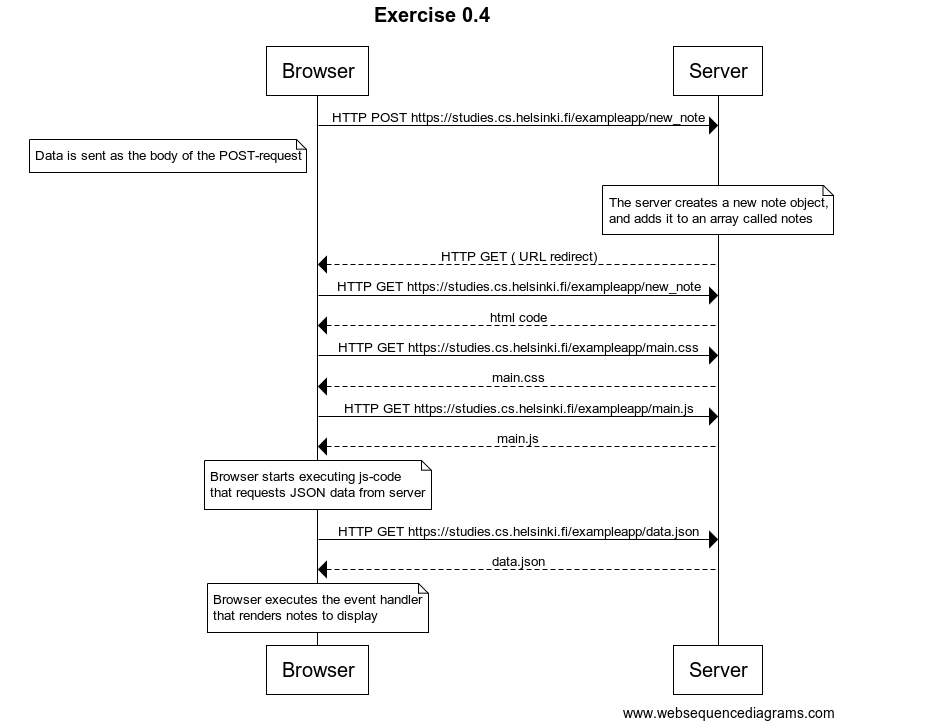 Exercise 0.4
Browser
Server
HTTP POST https://studies.cs.helsinki.fi/exampleapp/new_note
Data is sent as the body of the POST-request
The server creates a new note object,
and adds it to an array called notes
HTTP GET ( URL redirect)
HTTP GET https://studies.cs.helsinki.fi/exampleapp/new_note
html code
HTTP GET https://studies.cs.helsinki.fi/exampleapp/main.css
main.css
HTTP GET https://studies.cs.helsinki.fi/exampleapp/main.js
main.js
Browser starts executing js-code
that requests JSON data from server
HTTP GET https://studies.cs.helsinki.fi/exampleapp/data.json
data.json
Browser executes the event handler
that renders notes to display
Browser
Server
www.websequencediagrams.com